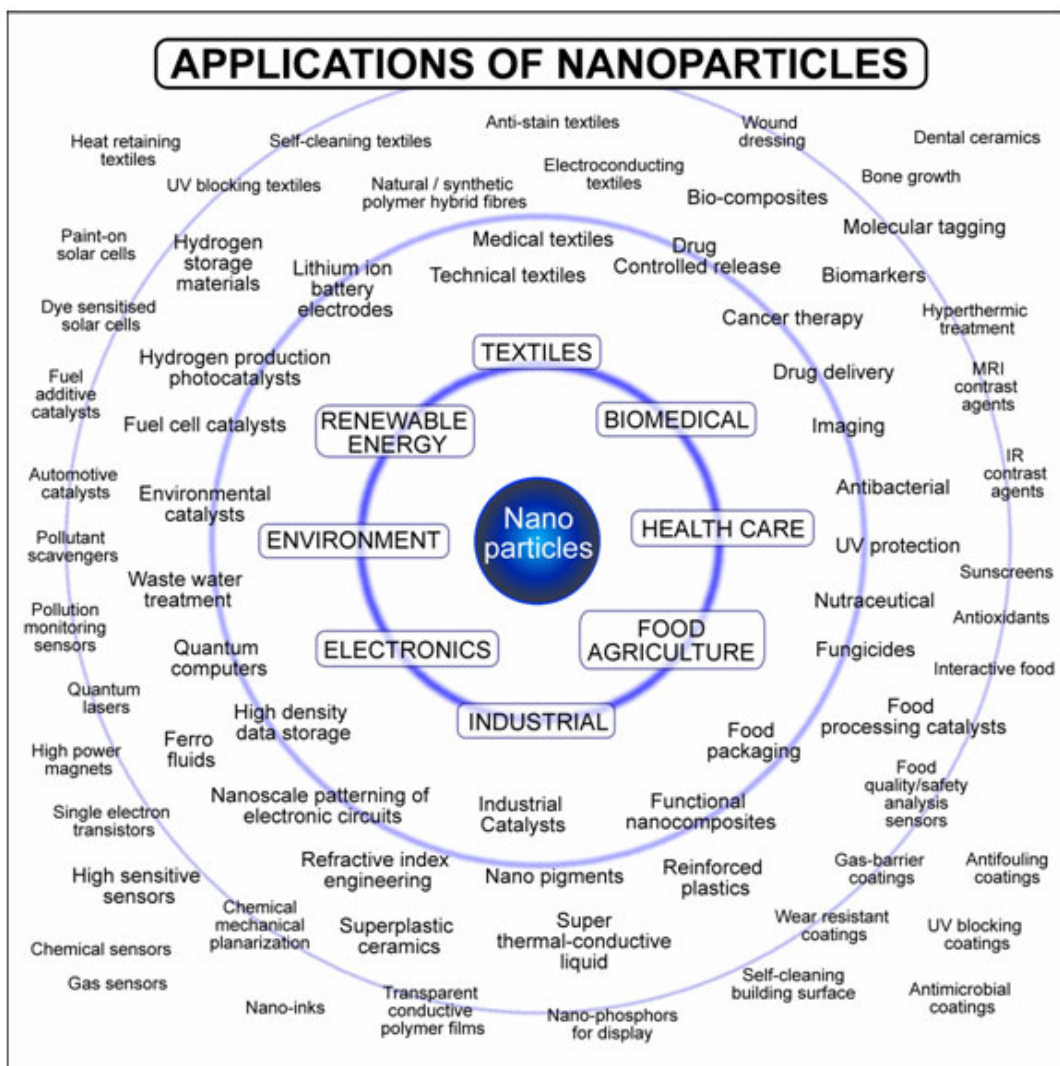 APPLICATIONS OF NANOPARTICLES
Anti-stain textiles
Wound
dressing
Heat retaining
textiles
Self-cleaning textiles
Dental ceramics
UV blocking textiles
Natural / synthetic
polymer hybrid fibres
Electroconducting
textiles
Bio-composites
Bone growth
Molecular tagging
Paint-on
solar cells
Hydrogen
storage
materials
Lithium ion
battery
electrodes
Medical textiles
Technical textiles
Drug
Controlled release
Biomarkers
Dye sensitised
solar cells
Cancer therapy
Hyperthermic
treatment
Hydrogen production
photocatalysts
TEXTILES
Drug delivery
MRI
contrast
agents
Fuel
additive
catalysts
Fuel cell catalysts
RENEWABLE
ENERGY
BIOMEDICAL
Imaging
IR
contrast
agents
Automotive
catalysts
Environmental
catalysts
Antibacterial
Pollutant
scavengers
ENVIRONMENT
Nano
particles
HEALTH CARE
UV protection
Sunscreens
Waste water
treatment
Nutraceutical
Antioxidants
Pollution
monitoring
sensors
Quantum
computers
ELECTRONICS
FOOD
AGRICULTURE
Fungicides
Interactive food
Quantum
lasers
High density
data storage
INDUSTRIAL
Food
packaging
Food
processing catalysts
High power
magnets
Ferro
fluids
Food
quality/safety
analysis
sensors
Single electron
transistors
Nanoscale patterning of
electronic circuits
Industrial
Catalysts
Functional
nanocomposites
High sensitive
sensors
Refractive index
engineering
Nano pigments
Reinforced
plastics
Gas-barrier
coatings
Antifouling
coatings
Chemical sensors
Chemical
mechanical
planarization
Superplastic
ceramics
Super
thermal-conductive
liquid
Wear resistant
coatings
UV blocking
coatings
Gas sensors
Nano-inks
Transparent
conductive
polymer films
Nano-phosphors
for display
Self-cleaning
building surface
Antimicrobial
coatings